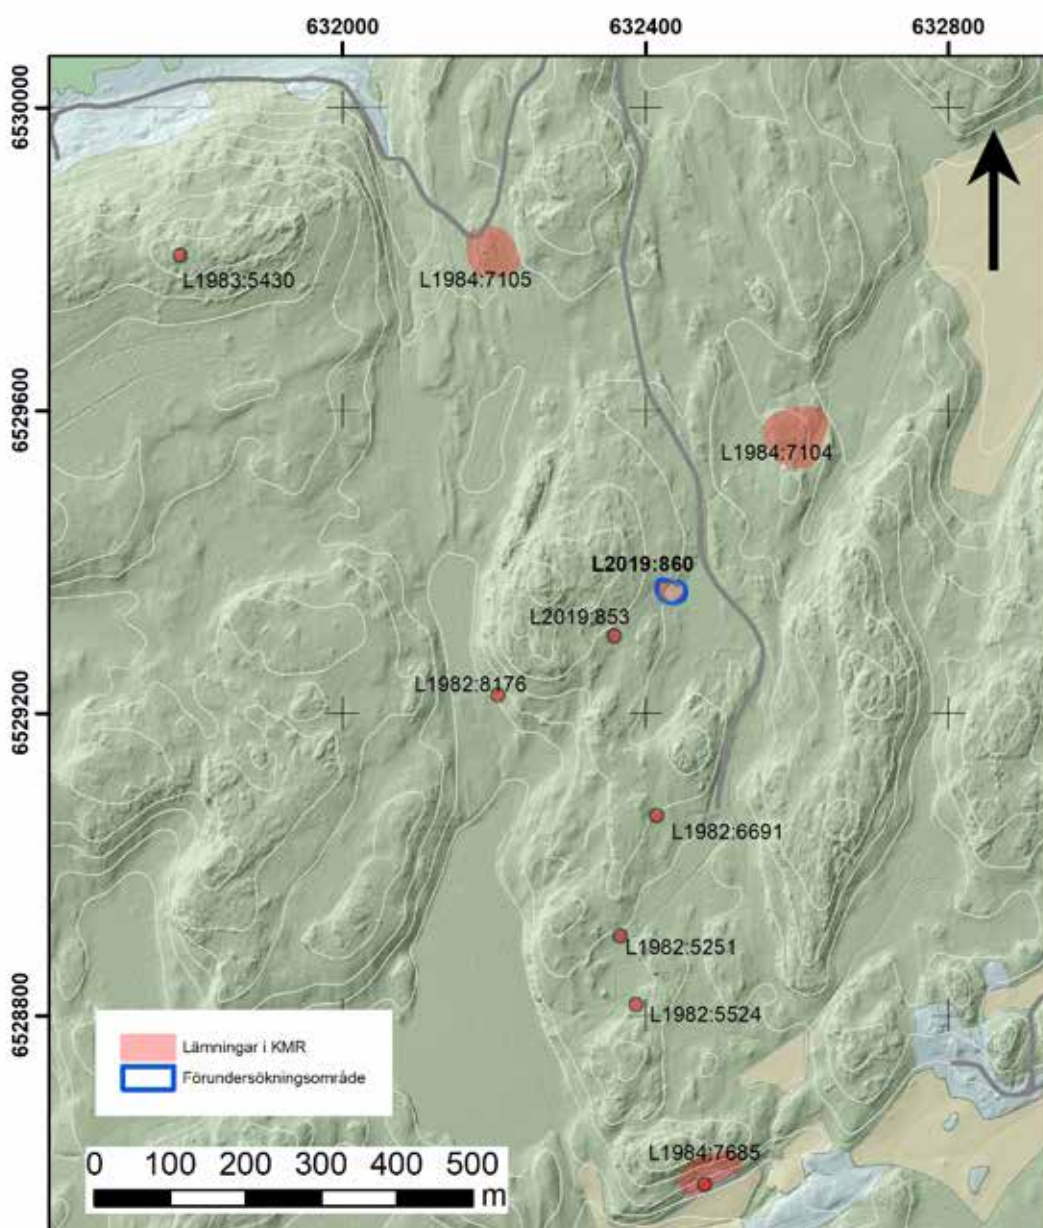 632000 632400 632800
6530000
L1983:5430
L1984:7105
6529600
L1984:7104
L2019:860
L2019:853
L1982:8176
6529200
L1982:6691
L1982:5251
L1982:5524
6528800
Lämningar i KMR
Förundersökningsområde
L1984:7685
0 100 200 300 400 500
m